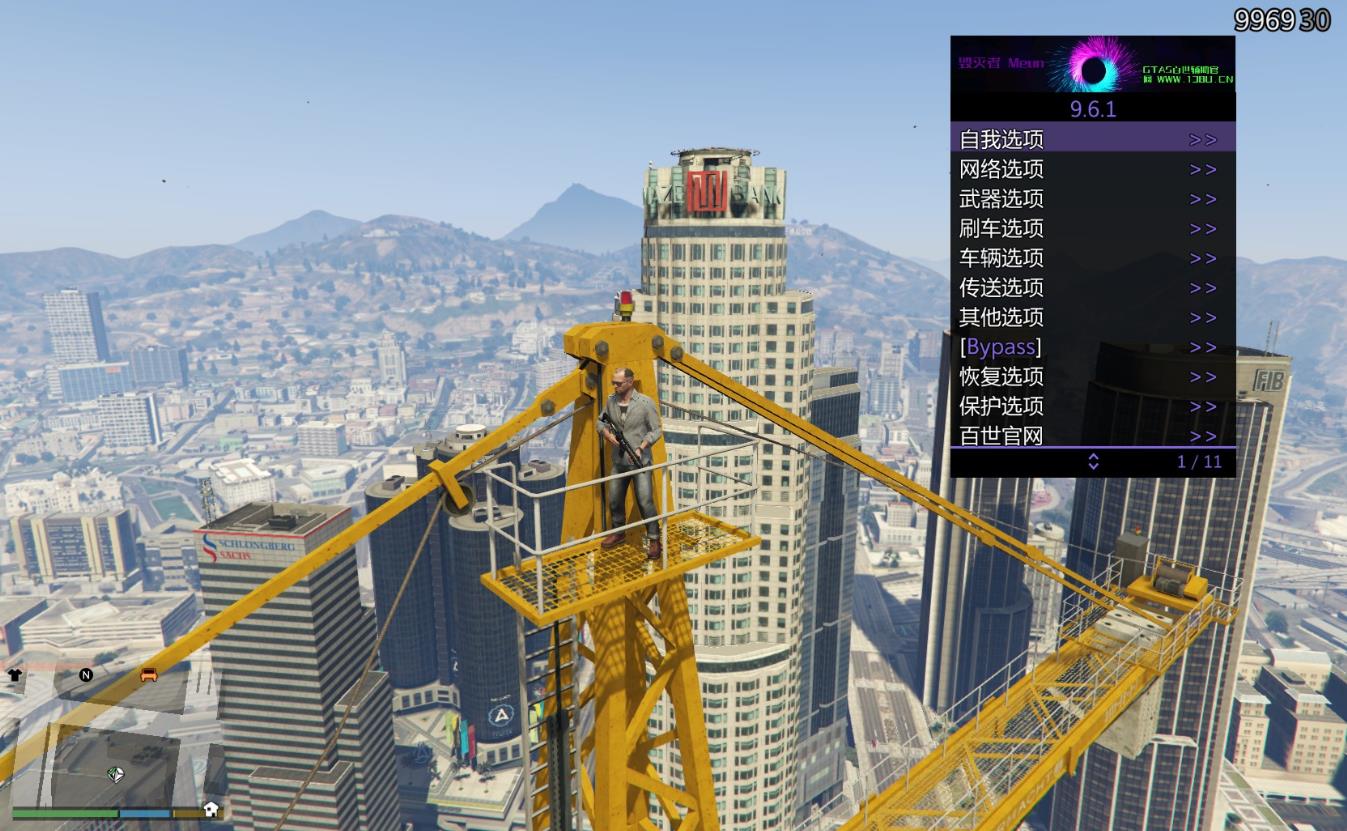 9969 30
毁灭者 Meun
GTA5百世辅助官
网 WWW.1JBU.CN
9.6.1
自我选项 >>
网络选项 >>
武器选项 >>
刷车选项 >>
车辆选项 >>
传送选项 >>
其他选项 >>
[Bypass] >>
恢复选项 >>
保护选项 >>
百世官网 >>
1 / 11
MAZE BANK
FIB
SCHLONGBERG
SACHS
N